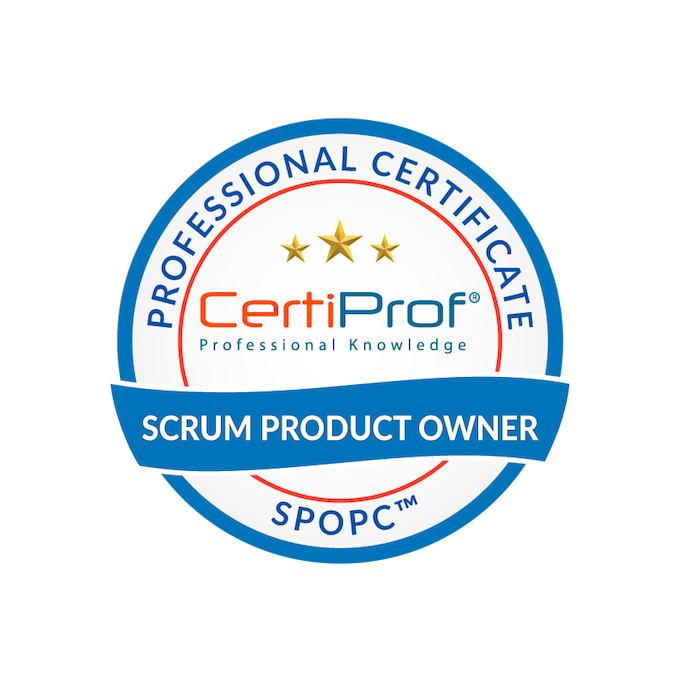 PROFESSIONAL CERTIFICATE
CertiProf®
Professional Knowledge
SCRUM PRODUCT OWNER
SPOPC™